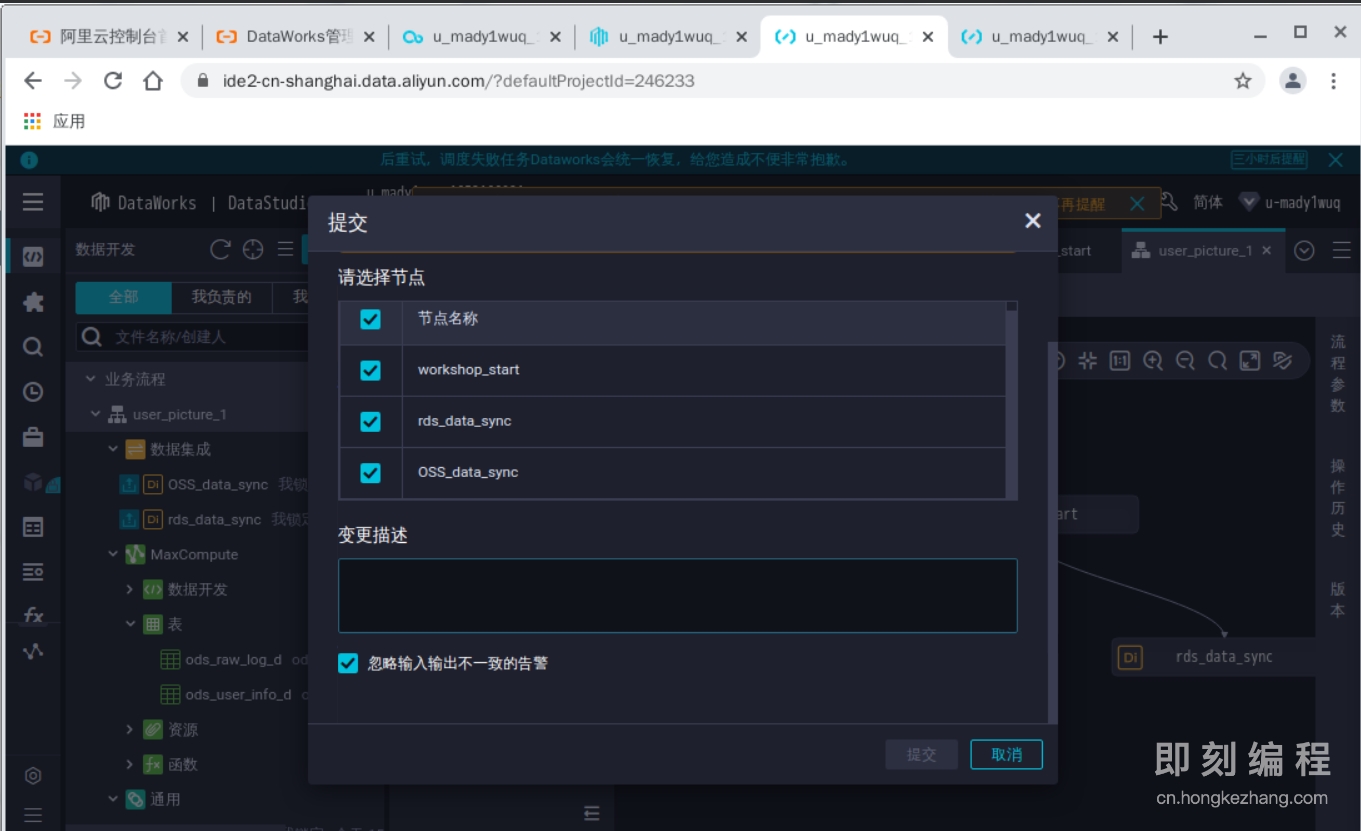 阿里云控制台首
DataWorks管理
u_mady1wuq_
u_mady1wuq_
u_mady1wuq_
u_mady1wuq_
ide2-cn-shanghai.data.aliyun.com/?defaultProjectId=246233
应用
后重试，调度失败任务Dataworks会统一恢复，给您造成不便非常抱歉。
三小时后提醒
DataWorks | DataStudi
再提醒
简体
u-mady1wuq
提交
数据开发
_start
user_picture_1
请选择节点
全部
我负责的
我
节点名称
文件名称/创建人
workshop_start
业务流程
user_picture_1
rds_data_sync
数据集成
OSS_data_sync
Di OSS_data_sync 我锁
Di rds_data_sync 我锁定
变更描述
MaxCompute
数据开发
表
ods_raw_log_d od
忽略输入输出不一致的告警
ods_user_info_d
资源
函数
通用
提交
取消
流程参数
操作历史
版本
1:1
art
Di rds_data_sync
即刻编程
cn.hongkezhang.com